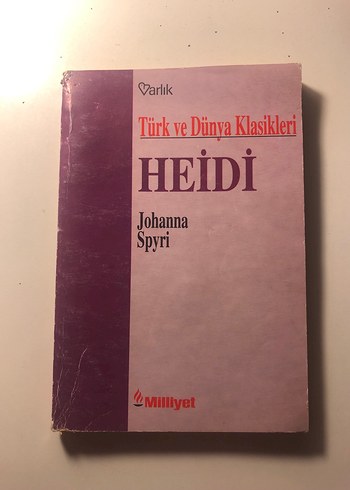 Varlık
Türk ve Dünya Klasikleri
HEİDİ
Johanna
Spyri
Milliyet